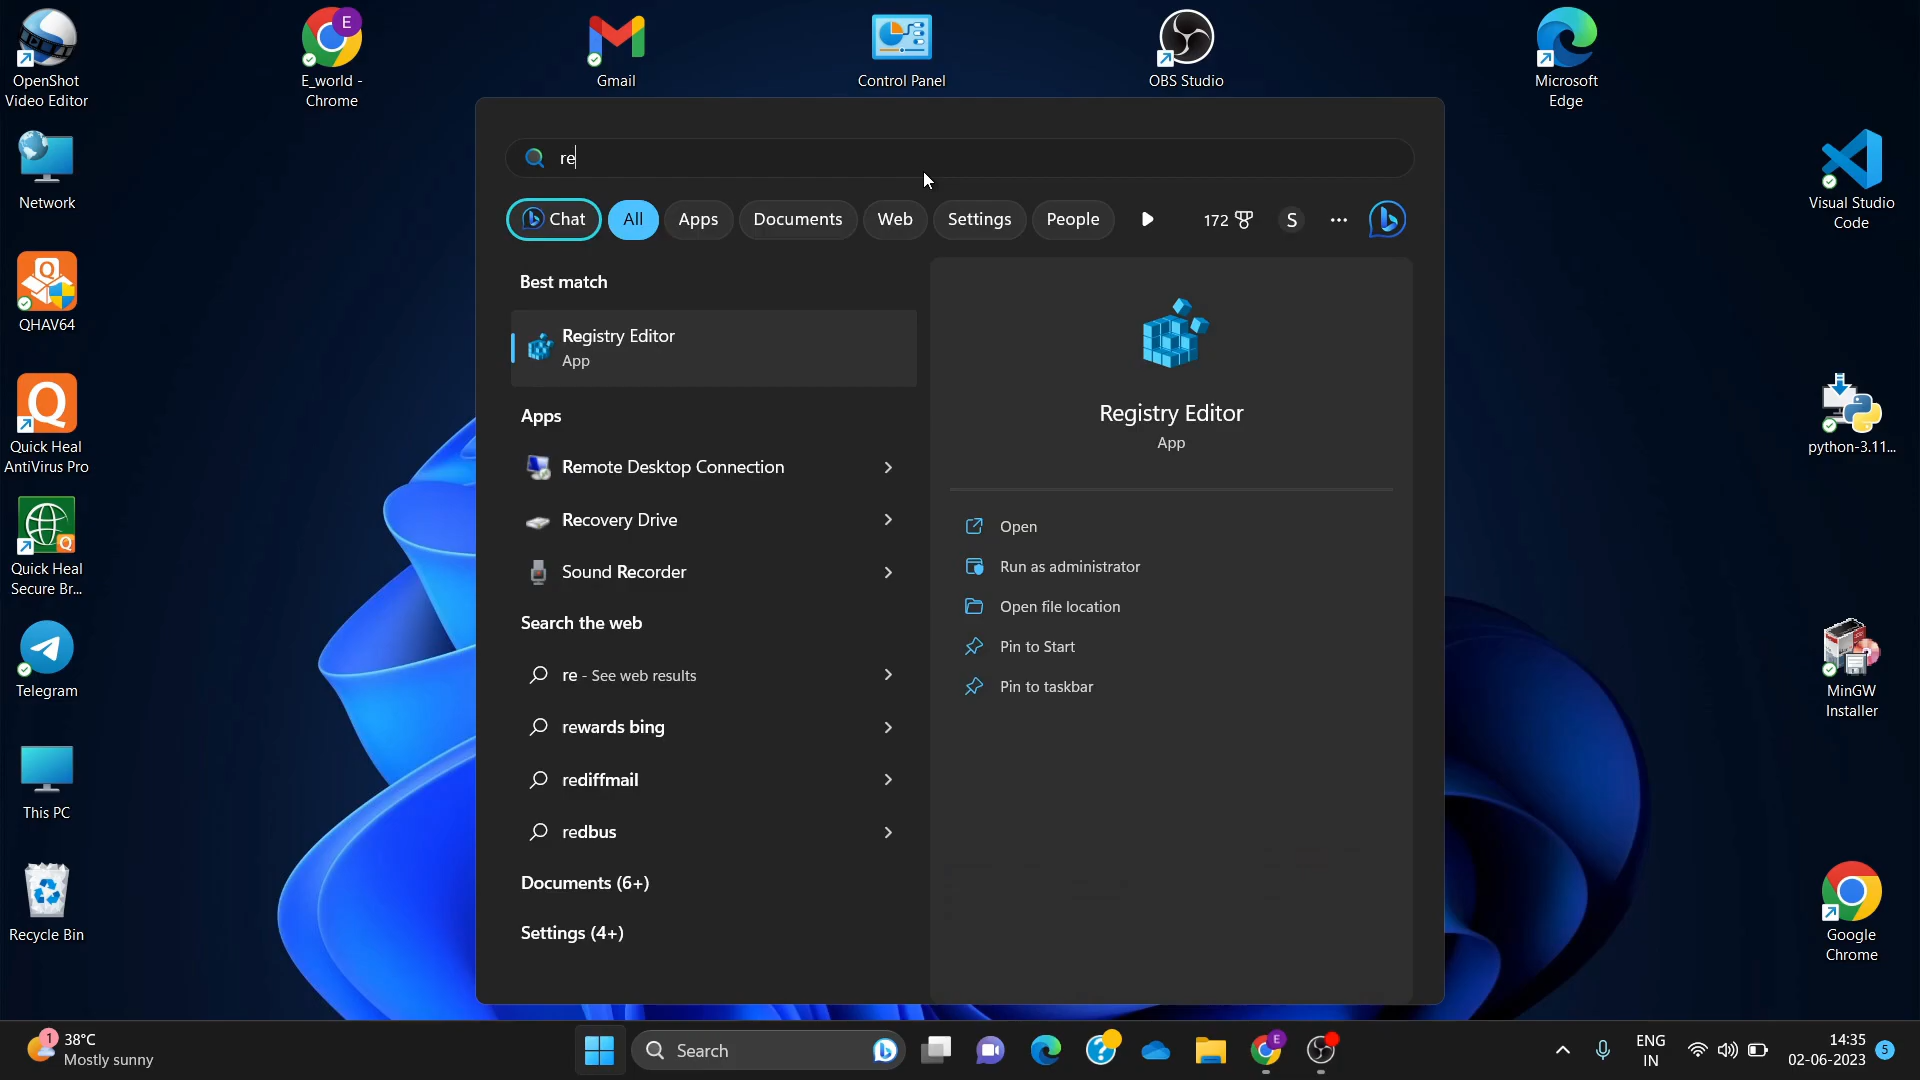 OpenShot
Video Editor
E
E_world -
Chrome
Gmail
Control Panel
OBS Studio
Microsoft
Edge
Network
QHAV64
Quick Heal
AntiVirus Pro
Quick Heal
Secure Br...
Telegram
This PC
Recycle Bin
re
Chat
All
Apps
Documents
Web
Settings
People
172
S
Best match
Registry Editor
App
Apps
Remote Desktop Connection
Recovery Drive
Sound Recorder
Search the web
re - See web results
rewards bing
rediffmail
redbus
Documents (6+)
Settings (4+)
Registry Editor
App
Open
Run as administrator
Open file location
Pin to Start
Pin to taskbar
Visual Studio
Code
python-3.11...
MinGW
Installer
Google
Chrome
1
38°C
Mostly sunny
Search
E
ENG
IN
14:35
02-06-2023
5